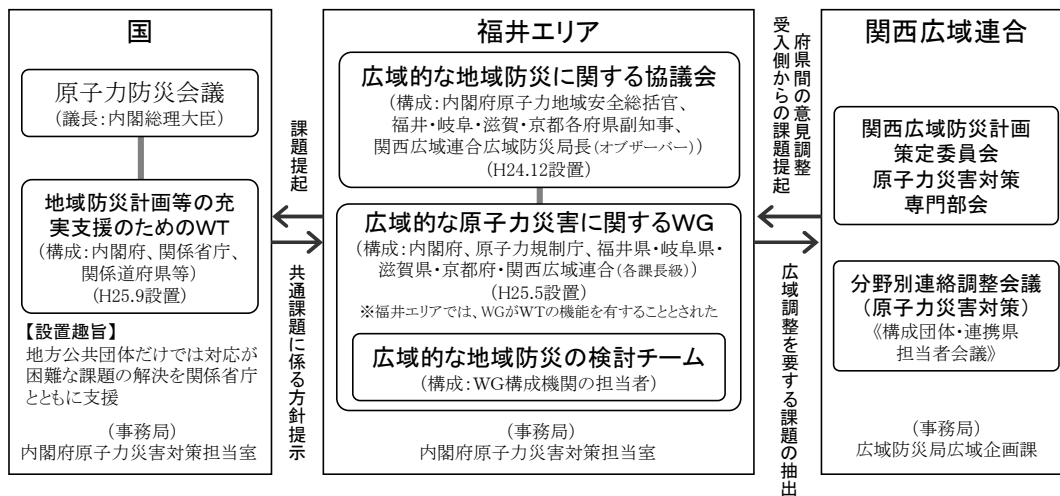 国
原子力防災会議
(議長:内閣総理大臣)
地域防災計画等の充
実支援のためのWT
(構成:内閣府、関係省庁、
関係道府県等)
(H25.9設置)
【設置趣旨】
地方公共団体だけでは対応が
困難な課題の解決を関係省庁
とともに支援
(事務局)
内閣府原子力災害対策担当室
課題提起
共通課題に係る方針提示
福井エリア
広域的な地域防災に関する協議会
(構成:内閣府原子力地域安全総括官、
福井・岐阜・滋賀・京都各府県副知事、
関西広域連合広域防災局長(オブザーバー))
(H24.12設置)
広域的な原子力災害に関するWG
(構成:内閣府、原子力規制庁、福井県・岐阜県・
滋賀県・京都府・関西広域連合(各課長級))
(H25.5設置)
※福井エリアでは、WGがWTの機能を有することとされた
広域的な地域防災の検討チーム
(構成:WG構成機関の担当者)
(事務局)
内閣府原子力災害対策担当室
府県間の意見調整
受入側からの課題提起
広域調整を要する課題の抽出
関西広域連合
関西広域防災計画
策定委員会
原子力災害対策
専門部会
分野別連絡調整会議
(原子力災害対策)
《構成団体・連携県
担当者会議》
(事務局)
広域防災局広域企画課